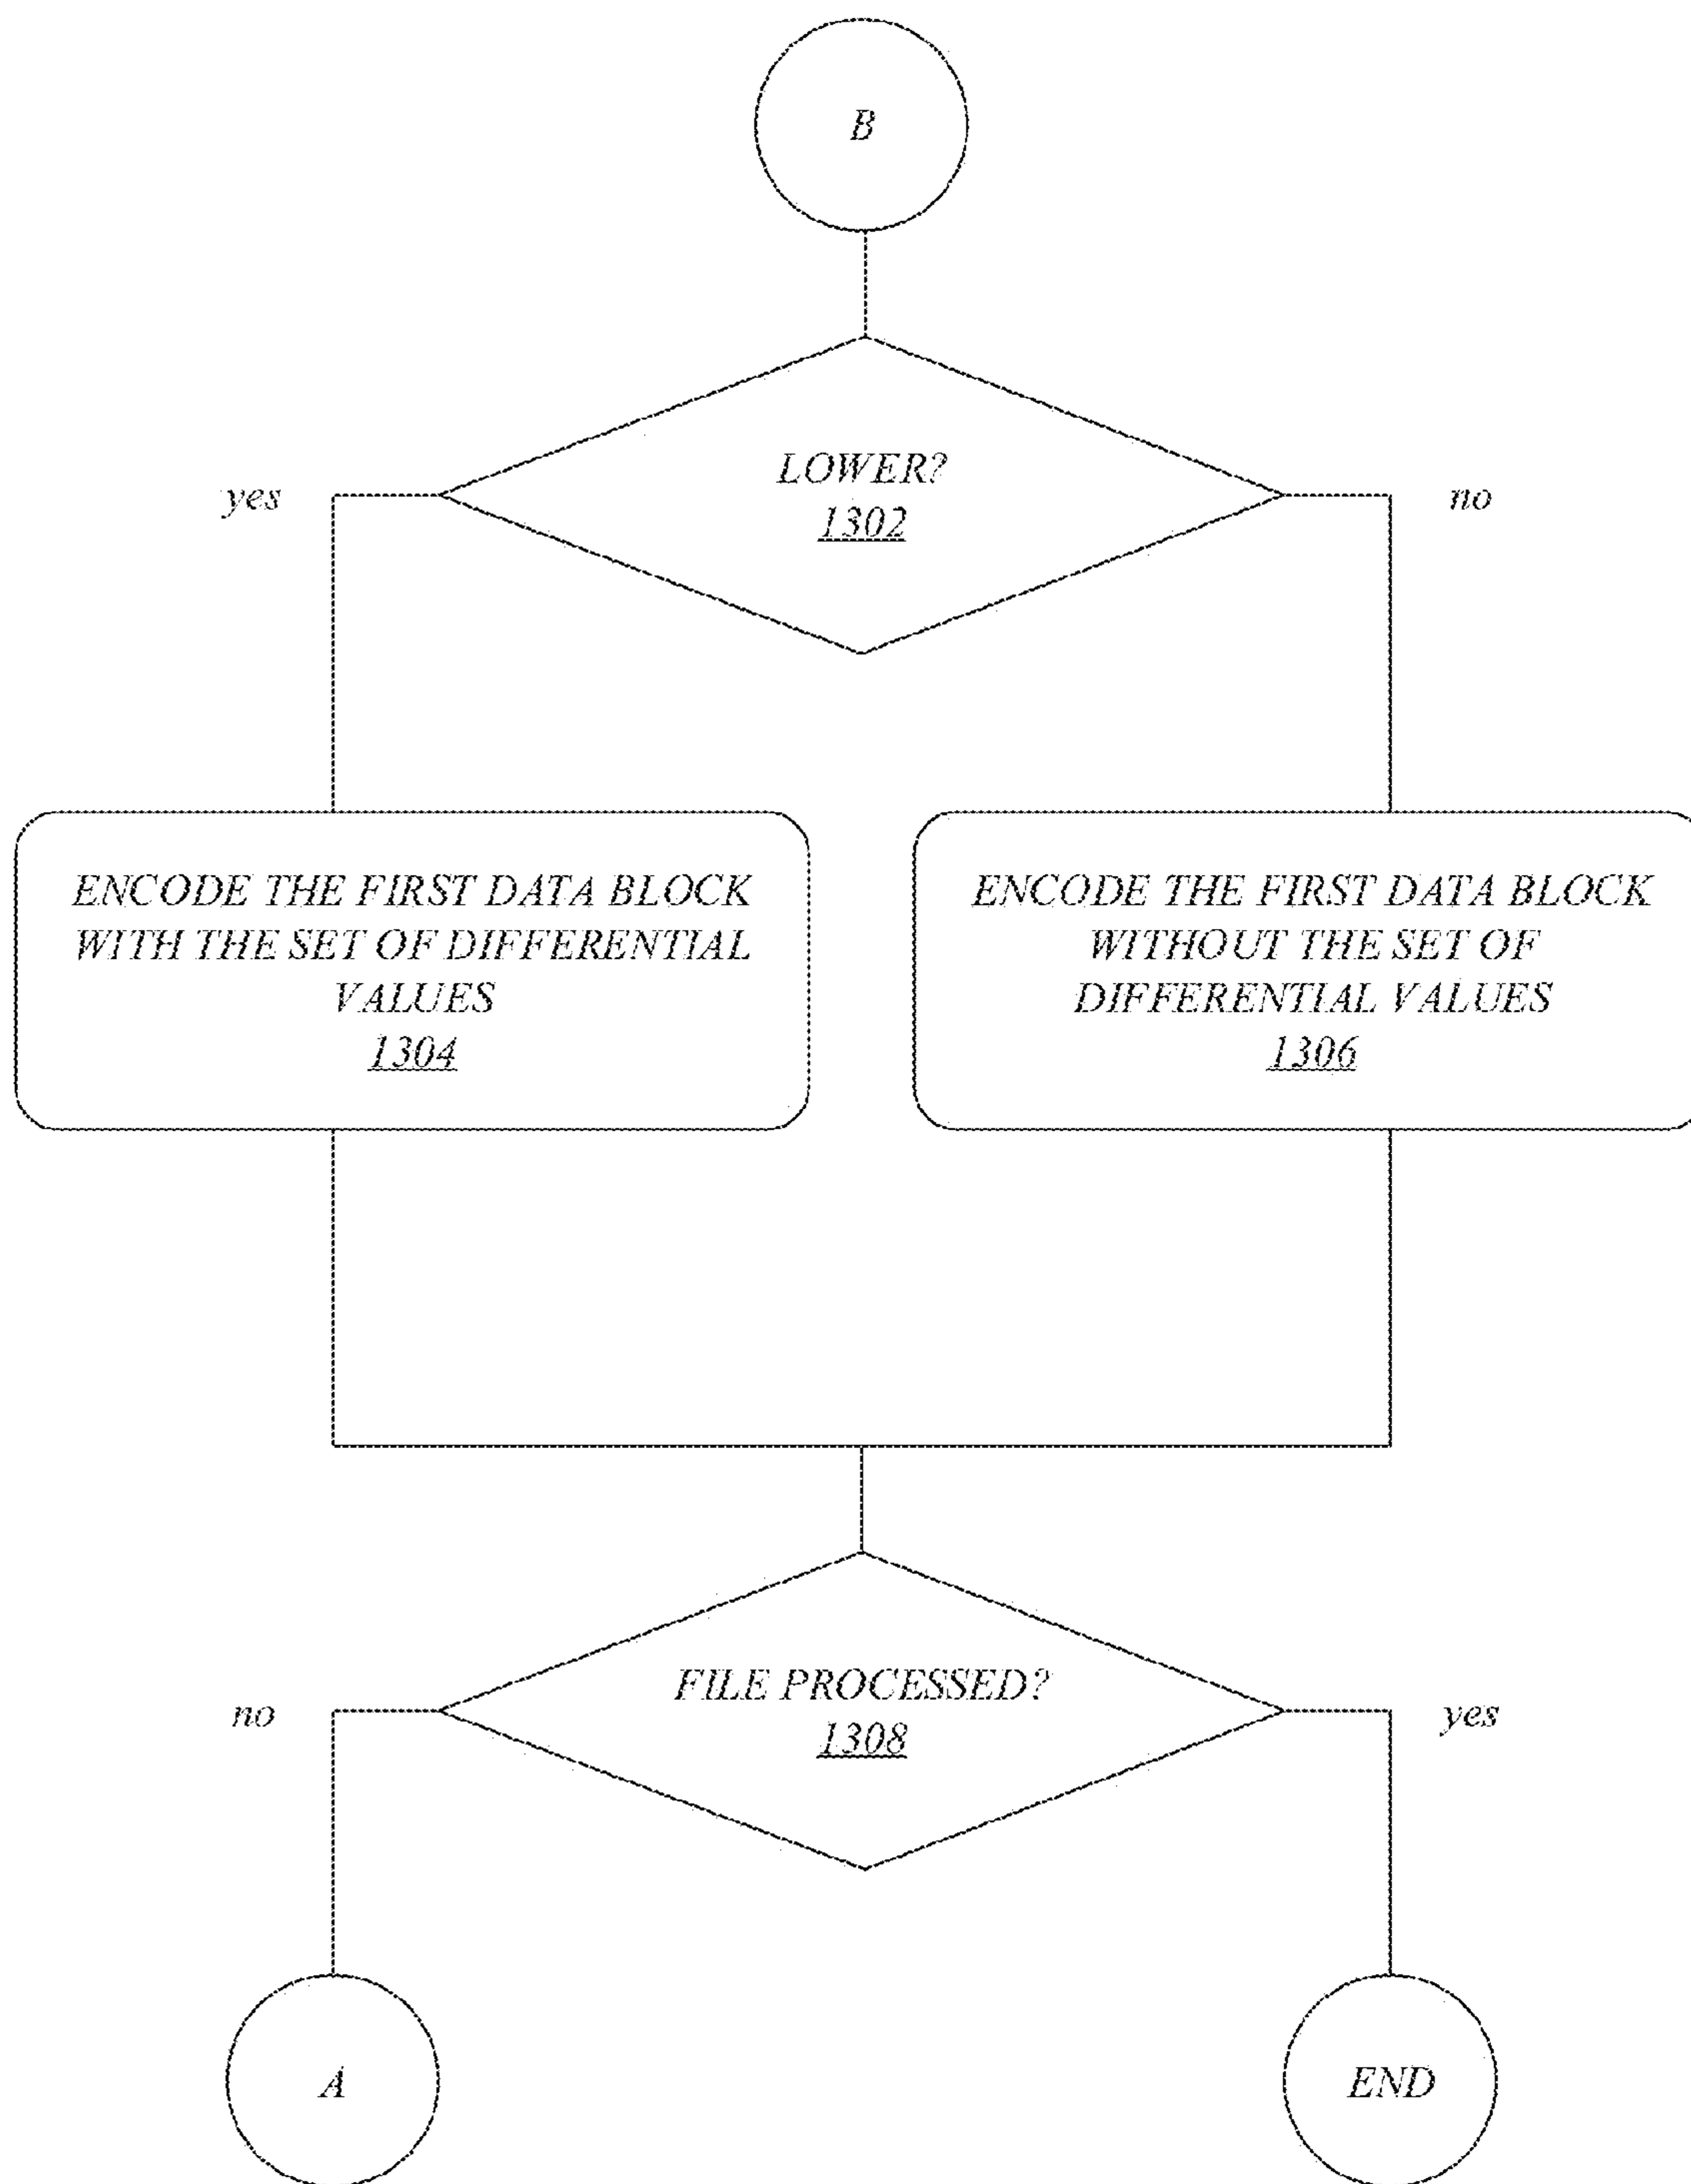 B
LOWER?
1302
yes
no
ENCODE THE FIRST DATA BLOCK
WITH THE SET OF DIFFERENTIAL
VALUES
1304
ENCODE THE FIRST DATA BLOCK
WITHOUT THE SET OF
DIFFERENTIAL VALUES
1306
FILE PROCESSED?
1308
no
yes
A
END